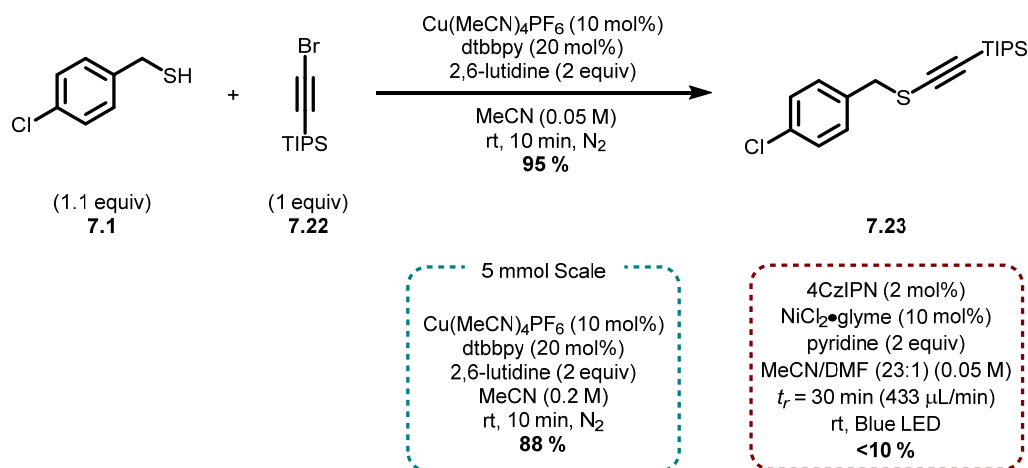 Cu(MeCN)4PF6 (10 mol%)
dtbbpy (20 mol%)
2,6-lutidine (2 equiv)
MeCN (0.05 M)
rt, 10 min, N2
95 %
SH
Cl
+
Br
TIPS
TIPS
S
Cl
(1.1 equiv)
7.1
(1 equiv)
7.22
7.23
5 mmol Scale
Cu(MeCN)4PF6 (10 mol%)
dtbbpy (20 mol%)
2,6-lutidine (2 equiv)
MeCN (0.2 M)
rt, 10 min, N2
88 %
4CzIPN (2 mol%)
NiCl2•glyme (10 mol%)
pyridine (2 equiv)
MeCN/DMF (23:1) (0.05 M)
tr = 30 min (433 μL/min)
rt, Blue LED
<10 %